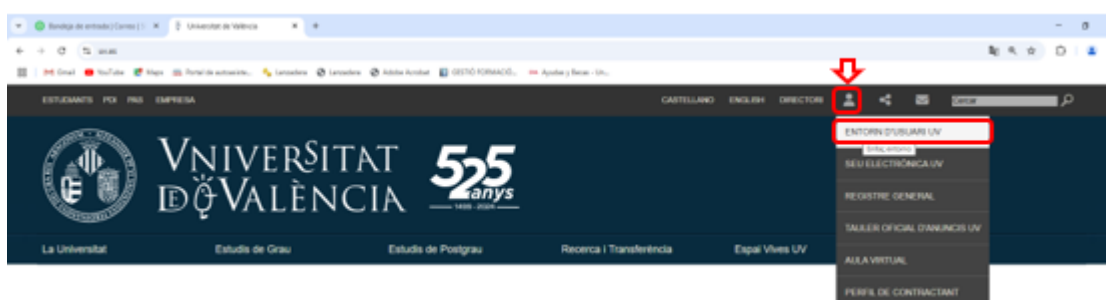 Bandeja de entrada | Correo | S
Universitat de València
uv.es
Gmail YouTube Maps Portal de autoasiste... Lanzadera Lanzadera Adobe Acrobat GESTIÓ FORMACIÓ... Ayudas y Becas - Un...
ESTUDIANTS PDI PAS EMPRESA
CASTELLANO ENGLISH DIRECTORI Cercar
VNIVERSITAT
DE VALÈNCIA
525
anys
La Universitat Estudis de Grau Estudis de Postgrau Recerca i Transferència Espai Vives UV
ENTORN D'USUARI UV
SEU ELECTRÒNICA UV
REGISTRE GENERAL
TAULER OFICIAL D'ANUNCIS UV
AULA VIRTUAL
PERFIL DE CONTRACTANT